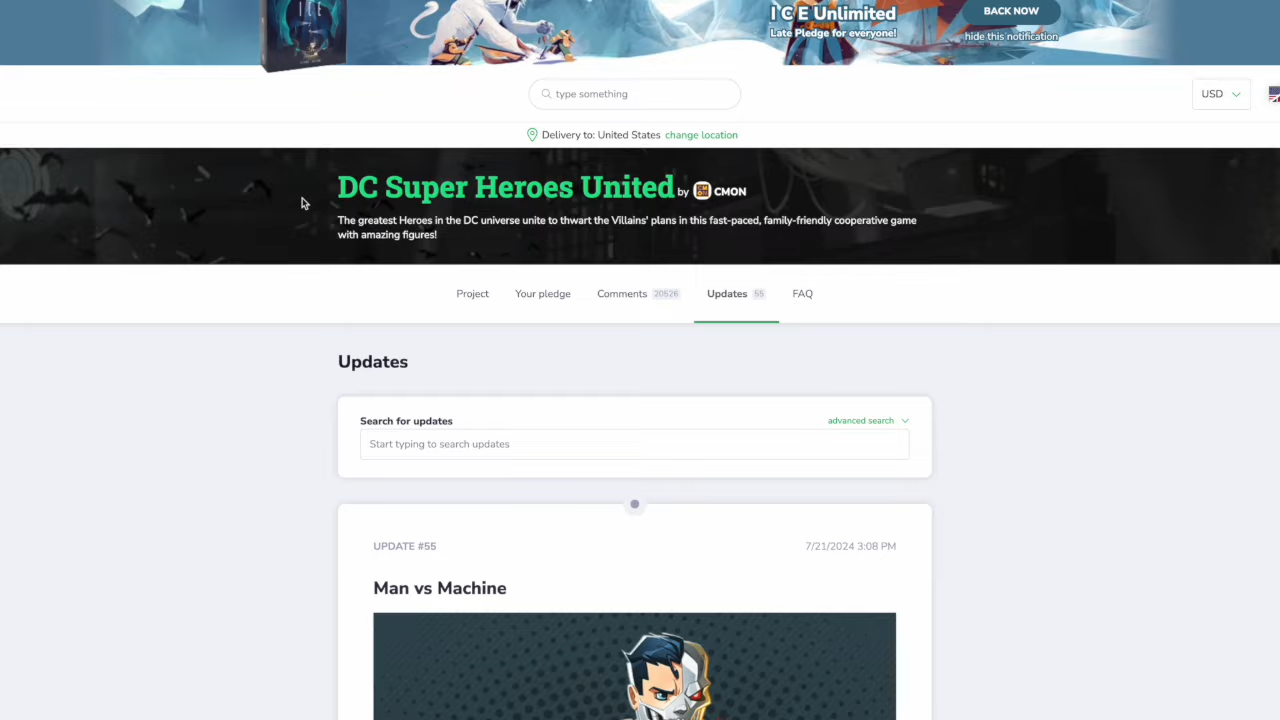 ICE
I C E Unlimited
Late Pledge for everyone!
BACK NOW
hide this notification
type something
USD
Delivery to: United States change location
DC Super Heroes United by CMON
The greatest Heroes in the DC universe unite to thwart the Villains' plans in this fast-paced, family-friendly cooperative game
with amazing figures!
Project Your pledge Comments 20526 Updates 55 FAQ
Updates
Search for updates advanced search
Start typing to search updates
UPDATE #55 7/21/2024 3:08 PM
Man vs Machine